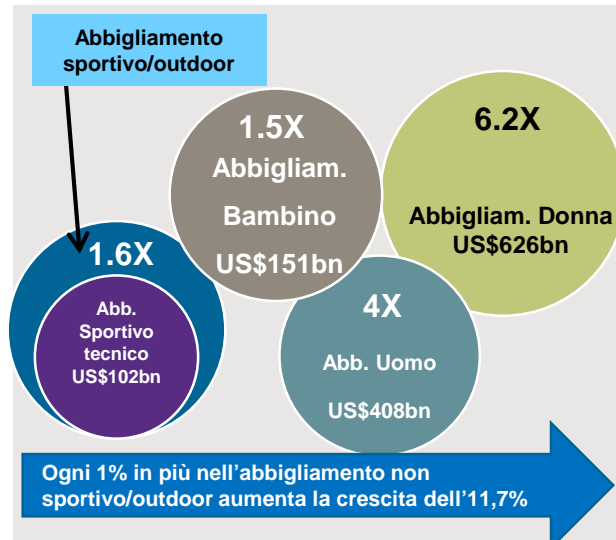 Abbigliamento
sportivo/outdoor
1.6X
Abb.
Sportivo
tecnico
US$102bn
1.5X
Abbigliam.
Bambino
US$151bn
4X
Abb. Uomo
US$408bn
6.2X
Abbigliam. Donna
US$626bn
Ogni 1% in più nell'abbigliamento non
sportivo/outdoor aumenta la crescita dell'11,7%